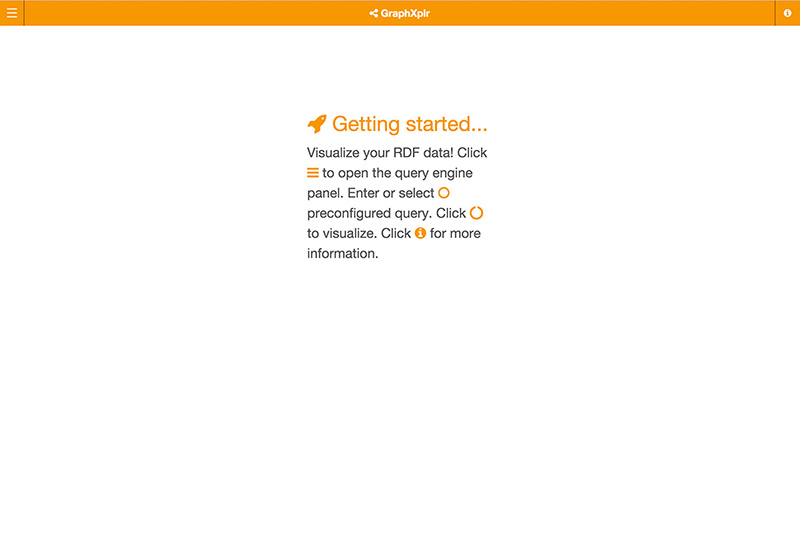 GraphXplr
Getting started...
Visualize your RDF data! Click
to open the query engine
panel. Enter or select
preconfigured query. Click
to visualize. Click for more
information.